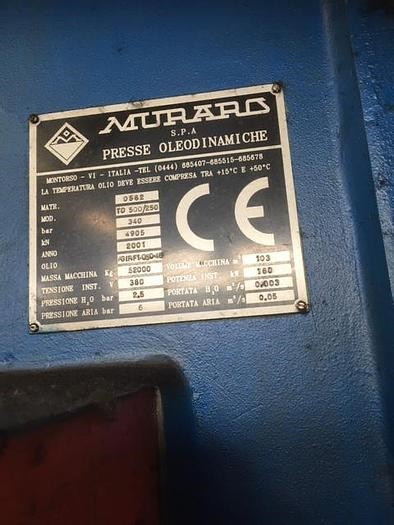 MURARO
S.P.A
PRESSE OLEODINAMICHE
MONTORSO - VI - ITALIA -TEL (0444) 685407-685515-685678
LA TEMPERATURA OLIO DEVE ESSERE COMPRESA TRA +15°C E +50°C
MATR. 0562
MOD. TO 500/250
bar 340
kN 4905
ANNO 2001
OLIO
MASSA MACCHINA Kg 52000 VOLUME MACCHINA m³ 103
TENSIONE INST. V 380 POTENZA INST. kW 160
PRESSIONE H₂O bar 2,5 PORTATA H₂O m³/s 0,003
PRESSIONE ARIA bar 6 PORTATA ARIA m³/s 0.05
CE